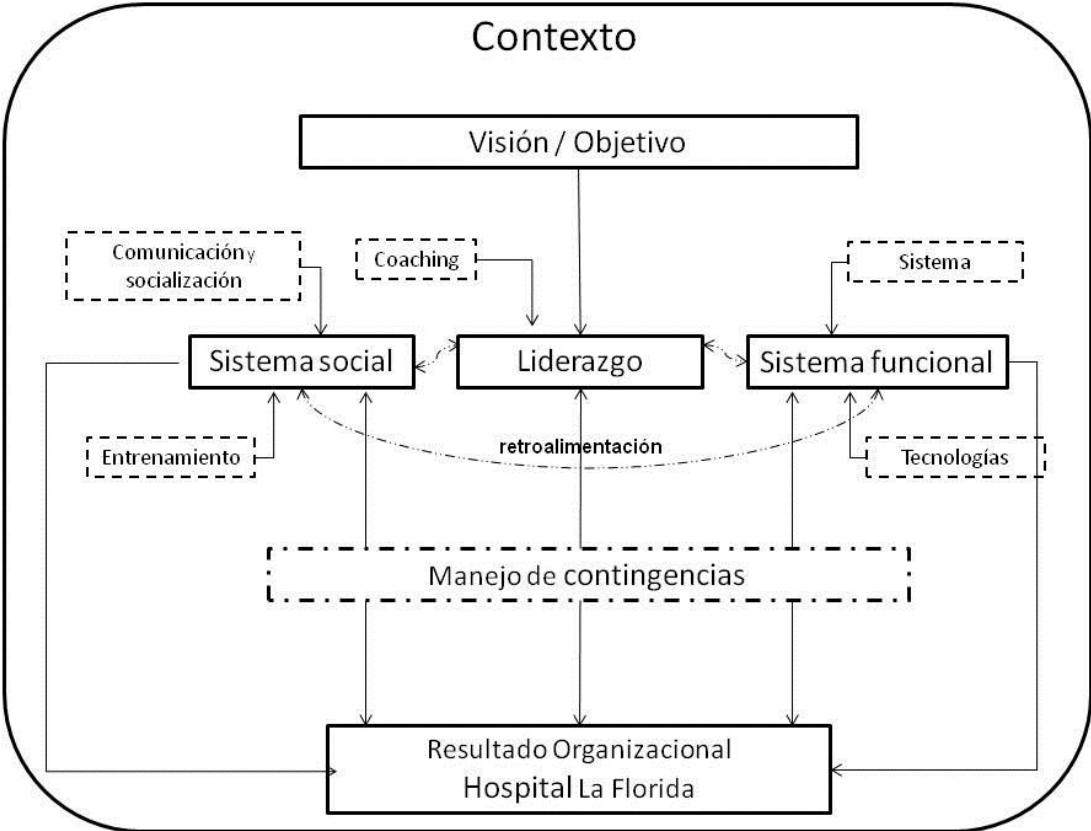 Contexto
Visión / Objetivo
Comunicación y
socialización
Coaching
Sistema
Sistema social
Liderazgo
Sistema funcional
retroalimentación
Entrenamiento
Tecnologías
Manejo de contingencias
Resultado Organizacional
Hospital La Florida